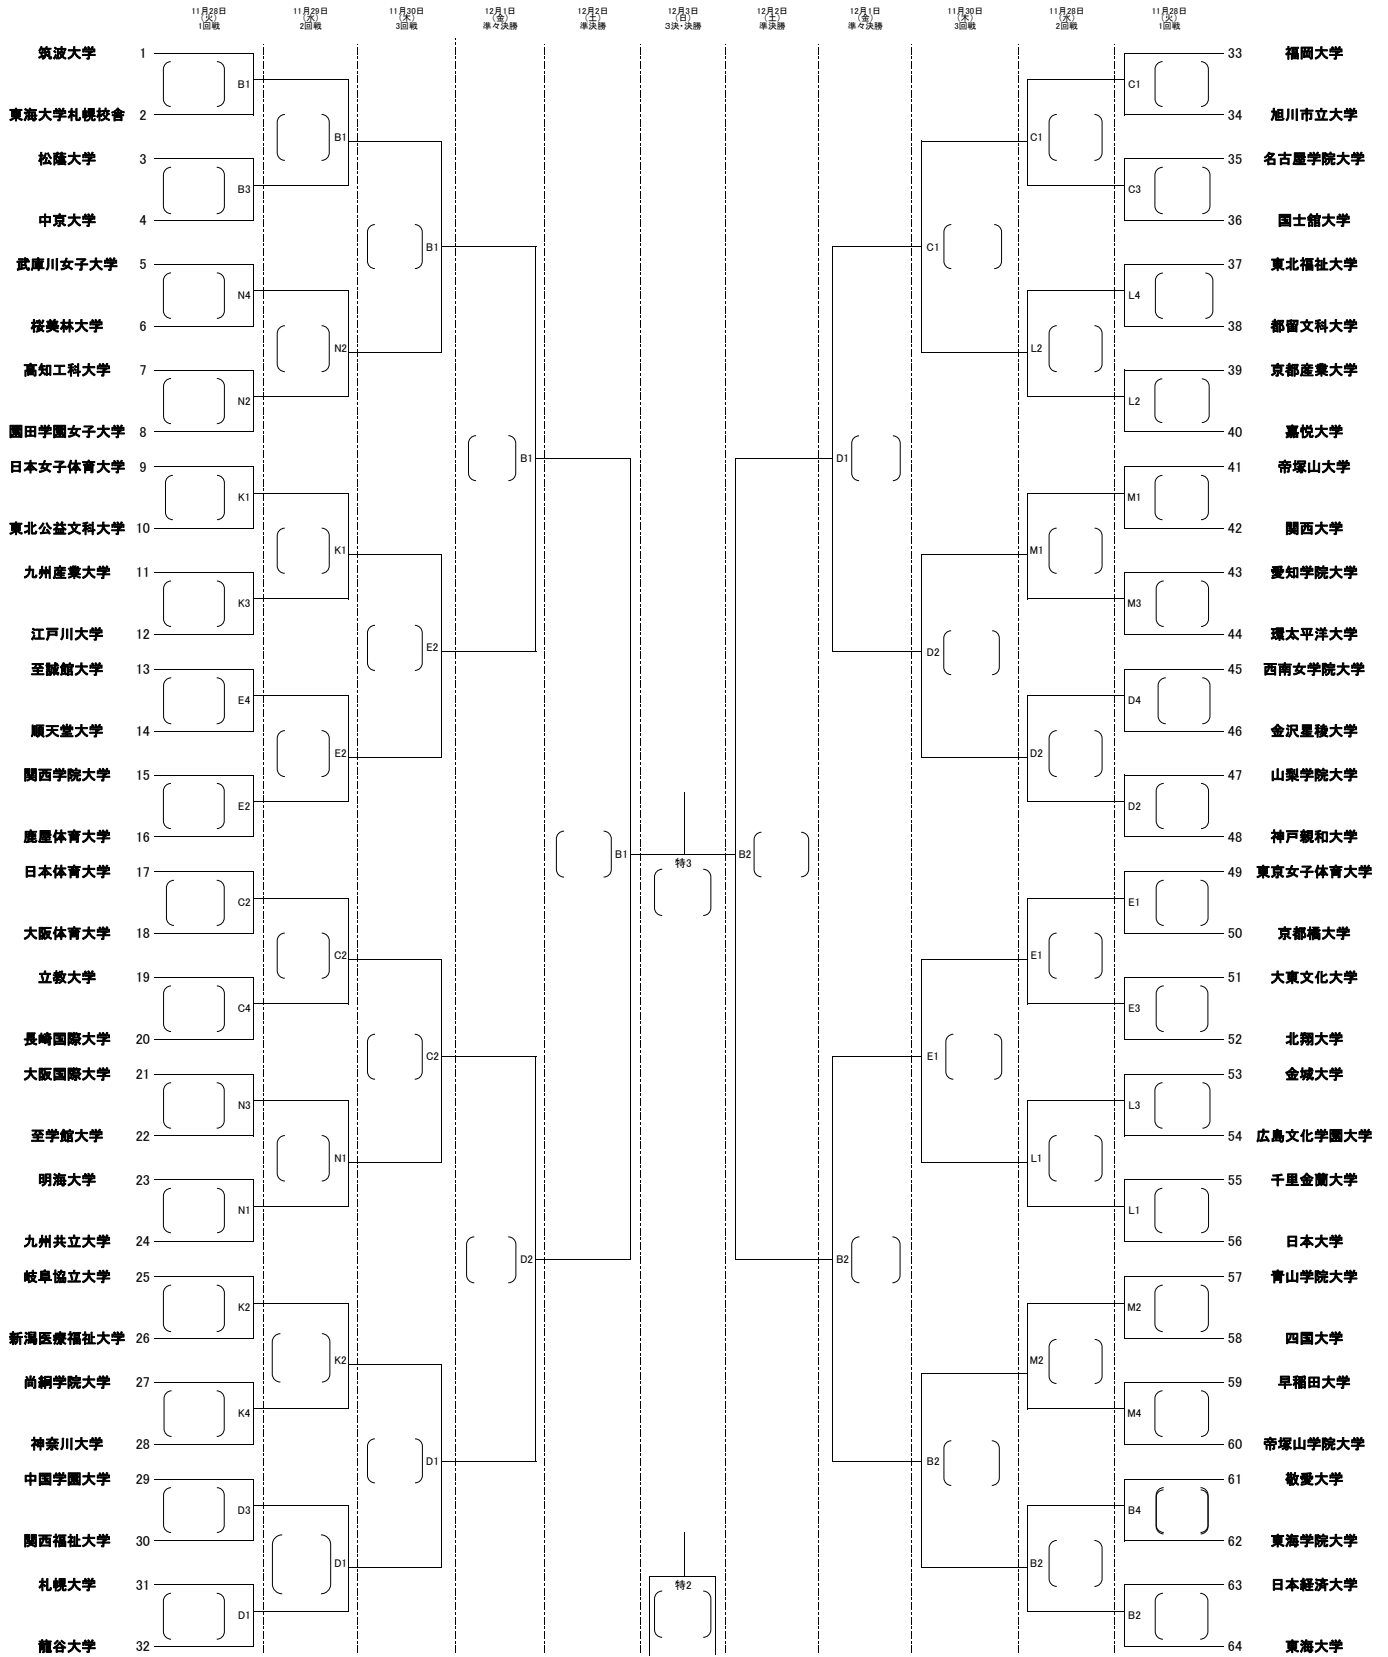 11月28日
（火）
1回戦
11月29日
（水）
2回戦
11月30日
（木）
3回戦
12月1日
（金）
準々決勝
12月2日
（土）
準決勝
12月3日
（日）
3決・決勝
12月2日
（土）
準決勝
12月1日
（金）
準々決勝
11月30日
（木）
3回戦
11月28日
（水）
2回戦
11月28日
（火）
1回戦
筑波大学 1
B1
東海大学札幌校舎 2
B1
松蔭大学 3
B3
中京大学 4
B1
武庫川女子大学 5
N4
桜美林大学 6
N2
高知工科大学 7
N2
園田学園女子大学 8
B1
日本女子体育大学 9
K1
東北公益文科大学 10
K1
九州産業大学 11
K3
江戸川大学 12
E2
至誠館大学 13
E4
順天堂大学 14
E2
関西学院大学 15
E2
鹿屋体育大学 16
B1
日本体育大学 17
C2
大阪体育大学 18
C2
立教大学 19
C4
長崎国際大学 20
C2
大阪国際大学 21
N3
至学館大学 22
N1
明海大学 23
N1
九州共立大学 24
D2
岐阜協立大学 25
K2
新潟医療福祉大学 26
K2
尚絅学院大学 27
K4
神奈川大学 28
D1
中国学園大学 29
D3
関西福祉大学 30
D1
札幌大学 31
D1
龍谷大学 32
特3
特2
33 福岡大学
C1
34 旭川市立大学
C1
35 名古屋学院大学
C3
36 国士舘大学
C1
37 東北福祉大学
L4
38 都留文科大学
L2
39 京都産業大学
L2
40 嘉悦大学
D1
41 帝塚山大学
M1
42 関西大学
M1
43 愛知学院大学
M3
44 環太平洋大学
D2
45 西南女学院大学
D4
46 金沢星稜大学
D2
47 山梨学院大学
D2
48 神戸親和大学
B2
49 東京女子体育大学
E1
50 京都橘大学
E1
51 大東文化大学
E3
52 北翔大学
E1
53 金城大学
L3
54 広島文化学園大学
L1
55 千里金蘭大学
L1
56 日本大学
B2
57 青山学院大学
M2
58 四国大学
M2
59 早稲田大学
M4
60 帝塚山学院大学
B2
61 敬愛大学
B4
62 東海学院大学
B2
63 日本経済大学
B2
64 東海大学